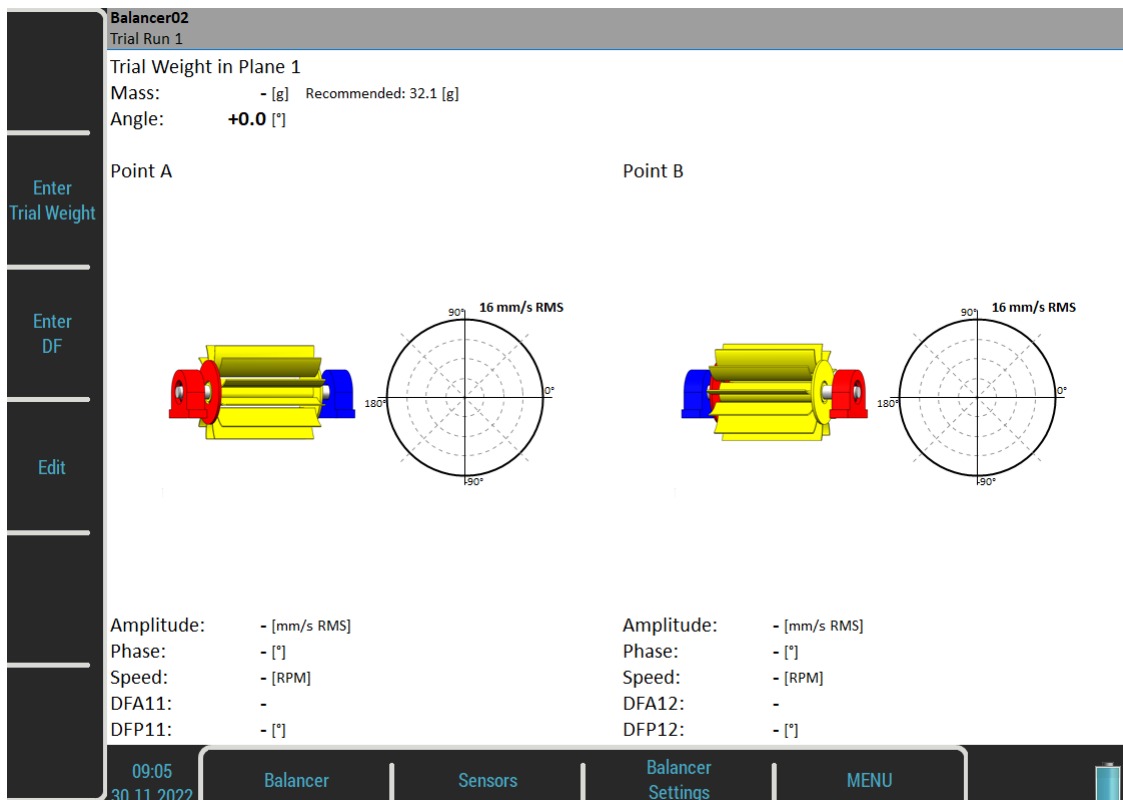 Balancer02
Trial Run 1
Trial Weight in Plane 1
Mass: - [g] Recommended: 32.1 [g]
Angle: +0.0 [°]
Enter
Trial Weight
Enter
DF
Edit
Point A
90° 16 mm/s RMS
180° 0°
-90°
Amplitude: - [mm/s RMS]
Phase: - [°]
Speed: - [RPM]
DFA11: -
DFP11: - [°]
Point B
90° 16 mm/s RMS
180° 0°
-90°
Amplitude: - [mm/s RMS]
Phase: - [°]
Speed: - [RPM]
DFA12: -
DFP12: - [°]
09:05
30.11.2022
Balancer
Sensors
Balancer
Settings
MENU